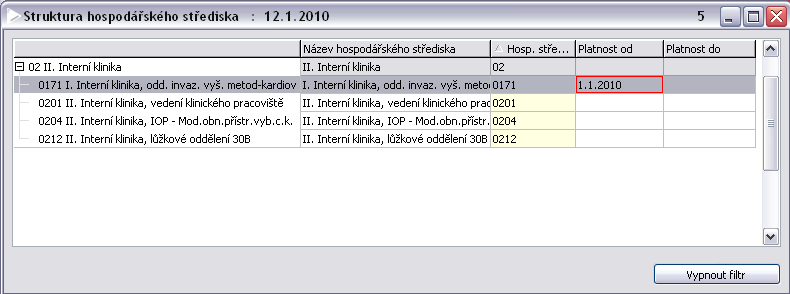 Struktura hospodářského střediska : 12.1.2010 5
Název hospodářského střediska Hosp. stře... Platnost od Platnost do
02 II. Interní klinika II. Interní klinika 02
0171 I. Interní klinika, odd. invaz. vyš. metod-kardiov I. Interní klinika, odd. invaz. vyš. metod 0171 1.1.2010
0201 II. Interní klinika, vedení klinického pracoviště II. Interní klinika, vedení klinického prac 0201
0204 II. Interní klinika, IOP - Mod.obn.přístr.vyb.c.k. II. Interní klinika, IOP - Mod.obn.přístr. 0204
0212 II. Interní klinika, lůžkové oddělení 30B II. Interní klinika, lůžkové oddělení 30B 0212
Vypnout filtr